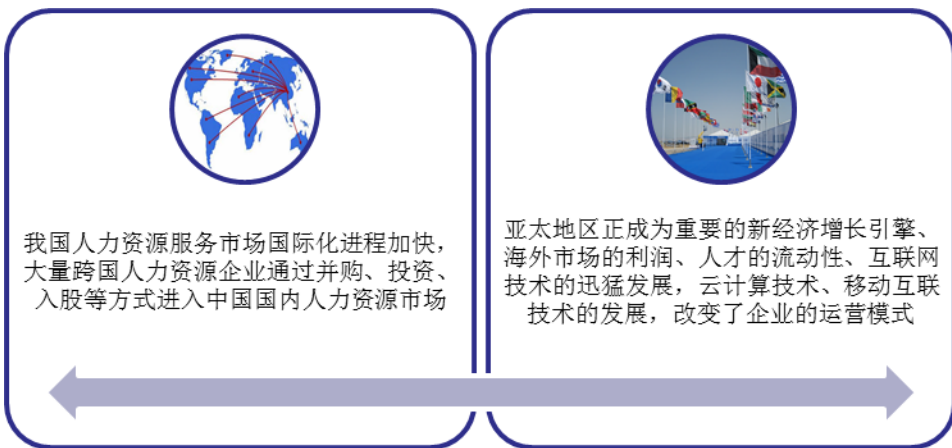 我国人力资源服务市场国际化进程加快，
大量跨国人力资源企业通过并购、投资、
入股等方式进入中国国内人力资源市场
亚太地区正成为重要的新经济增长引擎、
海外市场的利润、人才的流动性、互联网
技术的迅猛发展，云计算技术、移动互联
技术的发展，改变了企业的运营模式